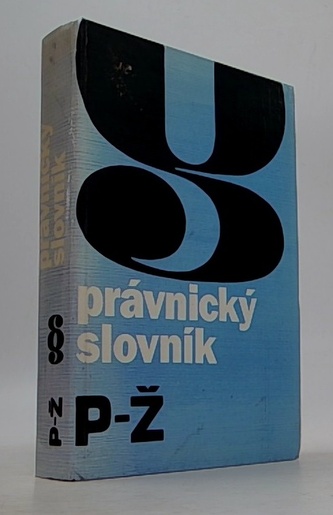 právnický
slovník
P-Ž
právnický
slovník
§
P-Ž